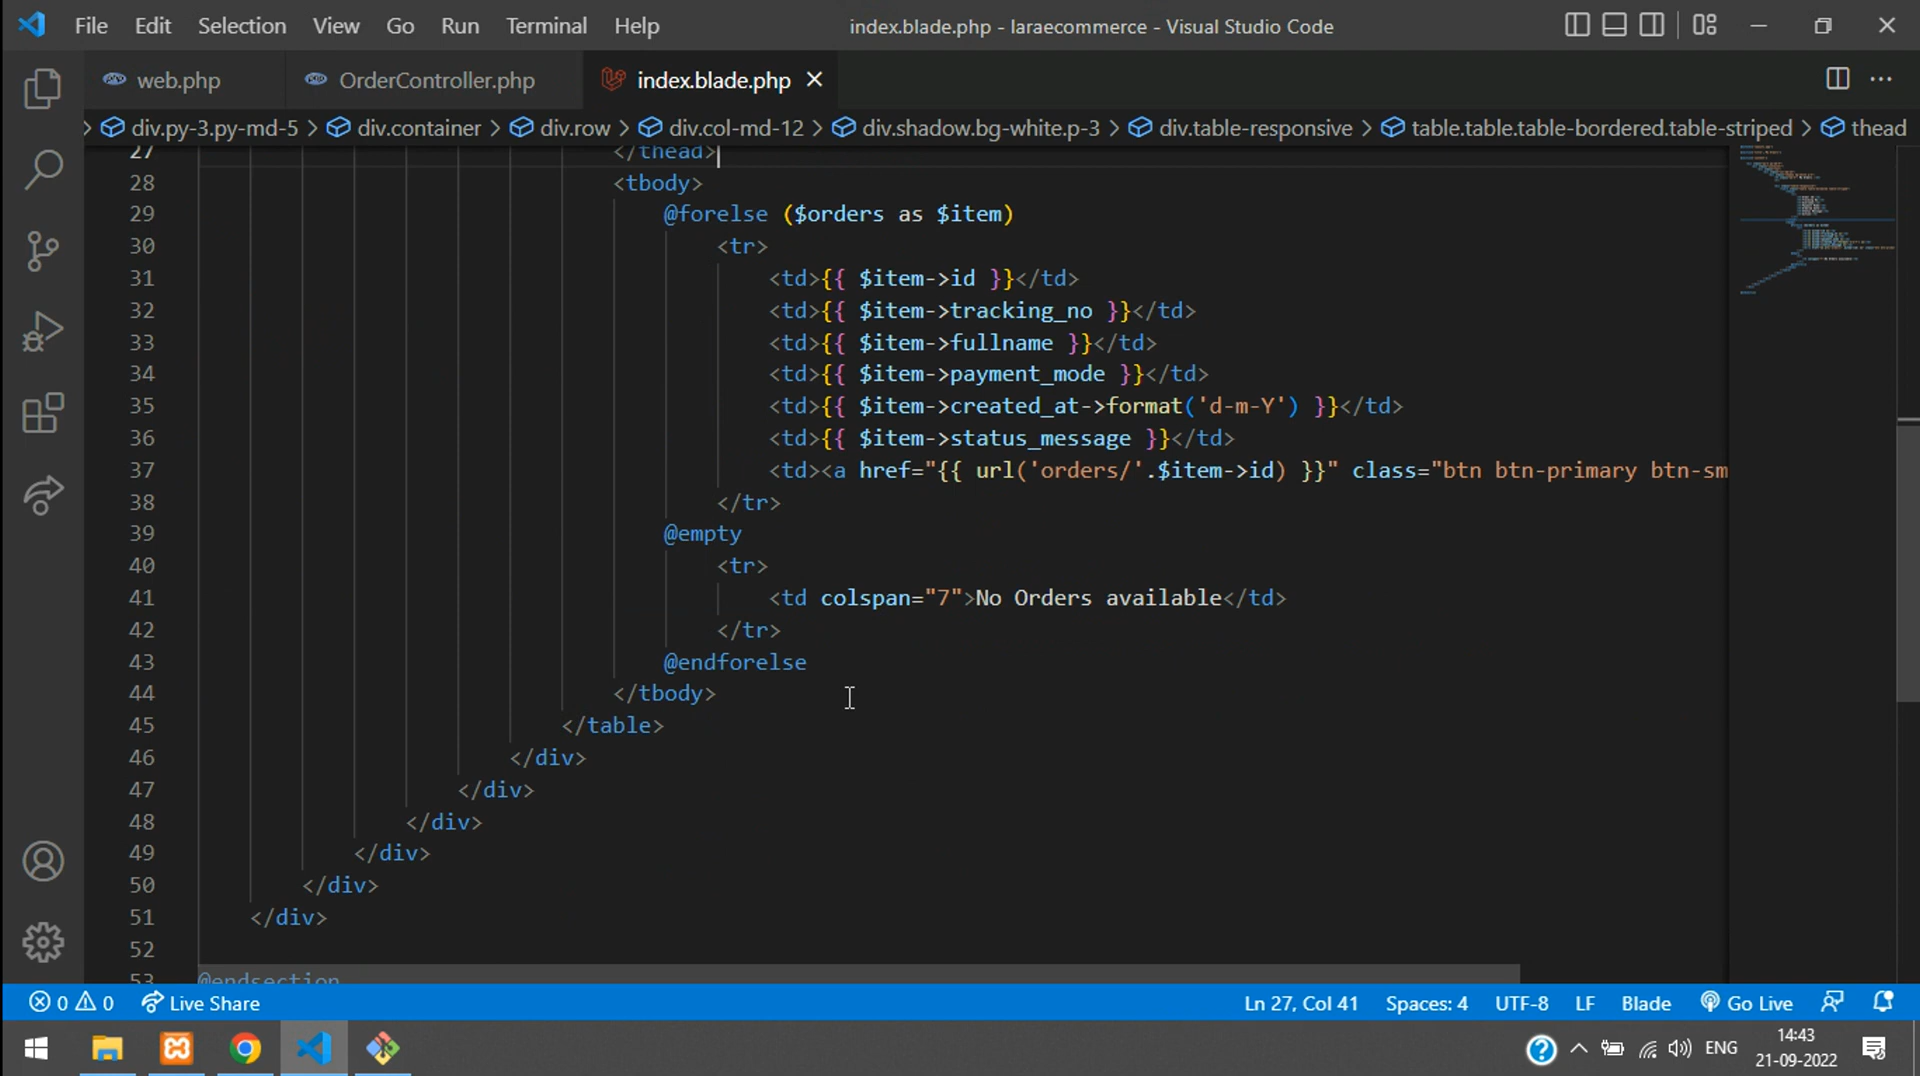 File Edit Selection View Go Run Terminal Help index.blade.php - laraecommerce - Visual Studio Code
web.php OrderController.php index.blade.php
div.py-3.py-md-5 > div.container > div.row > div.col-md-12 > div.shadow.bg-white.p-3 > div.table-responsive > table.table.table-bordered.table-striped > thead
27 </thead>
28 <tbody>
29 @forelse ($orders as $item)
30 <tr>
31 <td>{{ $item->id }}</td>
32 <td>{{ $item->tracking_no }}</td>
33 <td>{{ $item->fullname }}</td>
34 <td>{{ $item->payment_mode }}</td>
35 <td>{{ $item->created_at->format('d-m-Y') }}</td>
36 <td>{{ $item->status_message }}</td>
37 <td><a href="{{ url('orders/'.$item->id) }}" class="btn btn-primary btn-sm
38 </tr>
39 @empty
40 <tr>
41 <td colspan="7">No Orders available</td>
42 </tr>
43 @endforelse
44 </tbody>
45 </table>
46 </div>
47 </div>
48 </div>
49 </div>
50 </div>
51 </div>
52
53 @endsection
0 0 Live Share Ln 27, Col 41 Spaces: 4 UTF-8 LF Blade Go Live
ENG 14:43
21-09-2022